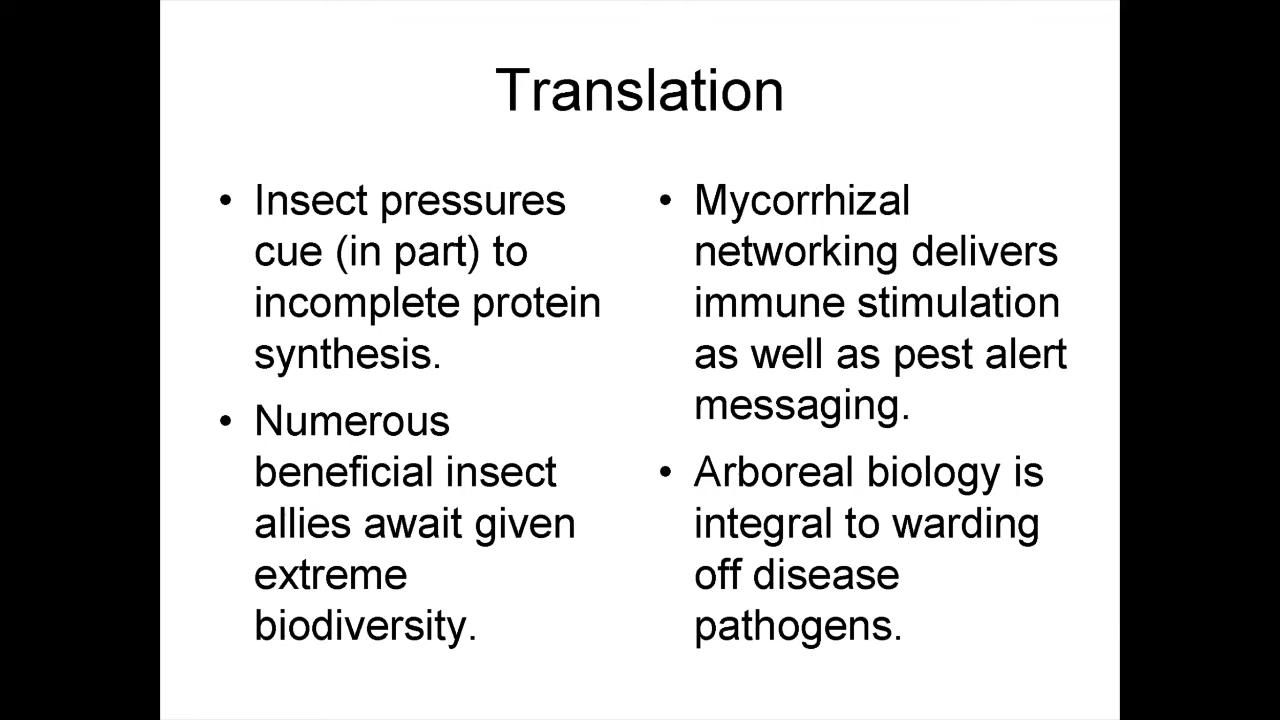 Translation
• Insect pressures
cue (in part) to
incomplete protein
synthesis.
• Numerous
beneficial insect
allies await given
extreme
biodiversity.
• Mycorrhizal
networking delivers
immune stimulation
as well as pest alert
messaging.
• Arboreal biology is
integral to warding
off disease
pathogens.